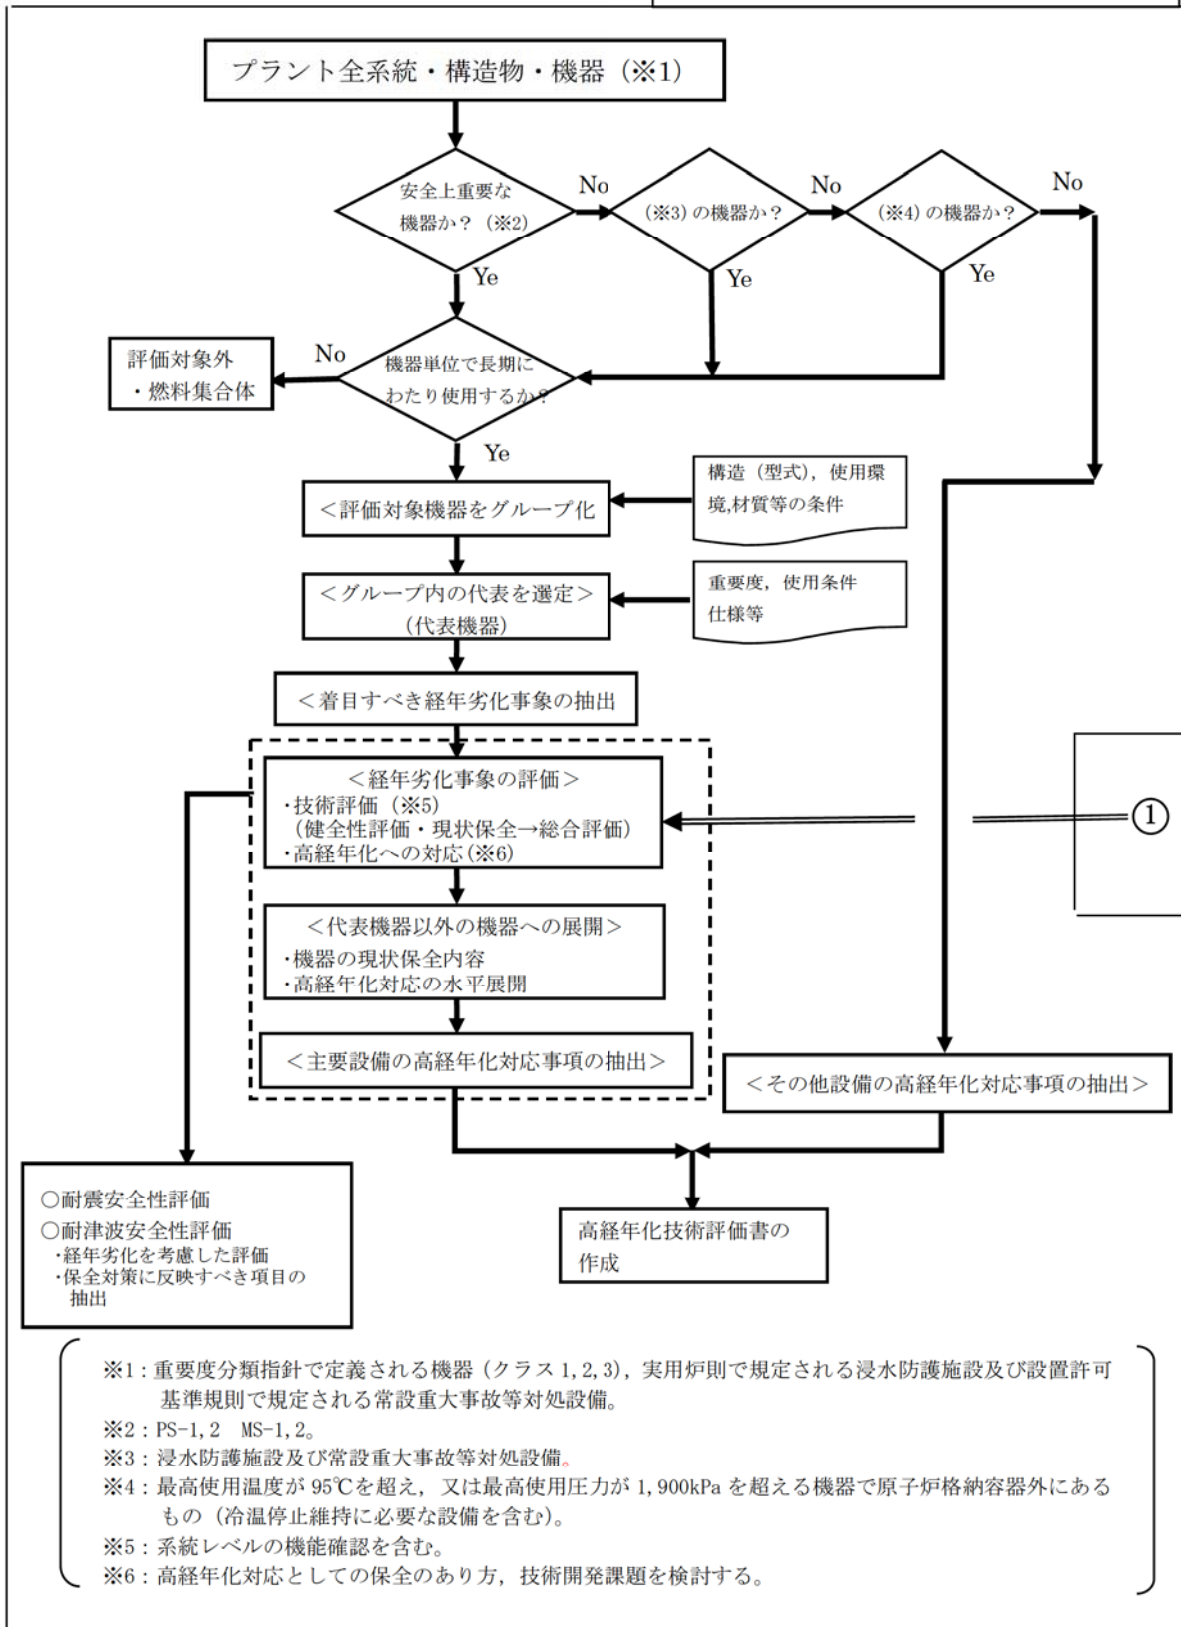 プラント全系統・構造物・機器（※1）
安全上重要な
機器か？（※2）
No
（※3）の機器か？
No
（※4）の機器か？
No
Ye
Ye
Ye
機器単位で長期に
わたり使用するか？
No
評価対象外
・燃料集合体
Ye
＜評価対象機器をグループ化
構造（型式），使用環
境,材質等の条件
＜グループ内の代表を選定＞
（代表機器）
重要度，使用条件
仕様等
＜着目すべき経年劣化事象の抽出
＜経年劣化事象の評価＞
・技術評価（※5）
（健全性評価・現状保全→総合評価）
・高経年化への対応（※6）
①
＜代表機器以外の機器への展開＞
・機器の現状保全内容
・高経年化対応の水平展開
＜主要設備の高経年化対応事項の抽出＞
＜その他設備の高経年化対応事項の抽出＞
○耐震安全性評価
○耐津波安全性評価
・経年劣化を考慮した評価
・保全対策に反映すべき項目の
抽出
高経年化技術評価書の
作成
※1：重要度分類指針で定義される機器（クラス 1,2,3），実用炉則で規定される浸水防護施設及び設置許可
基準規則で規定される常設重大事故等対処設備。
※2：PS-1,2　MS-1,2。
※3：浸水防護施設及び常設重大事故等対処設備。
※4：最高使用温度が 95℃を超え，又は最高使用圧力が 1,900kPa を超える機器で原子炉格納容器外にある
もの（冷温停止維持に必要な設備を含む）。
※5：系統レベルの機能確認を含む。
※6：高経年化対応としての保全のあり方，技術開発課題を検討する。